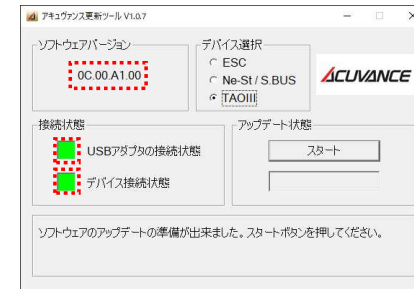 アキュヴァンス更新ツール V1.0.7
ソフトウェアバージョン
0C.00.A1.00
デバイス選択
ESC
Ne-St / S.BUS
TAOIII
ACUVANCE
接続状態
USBアダプタの接続状態
デバイス接続状態
アップデート状態
スタート
ソフトウェアのアップデートの準備が出来ました。スタートボタンを押してください。